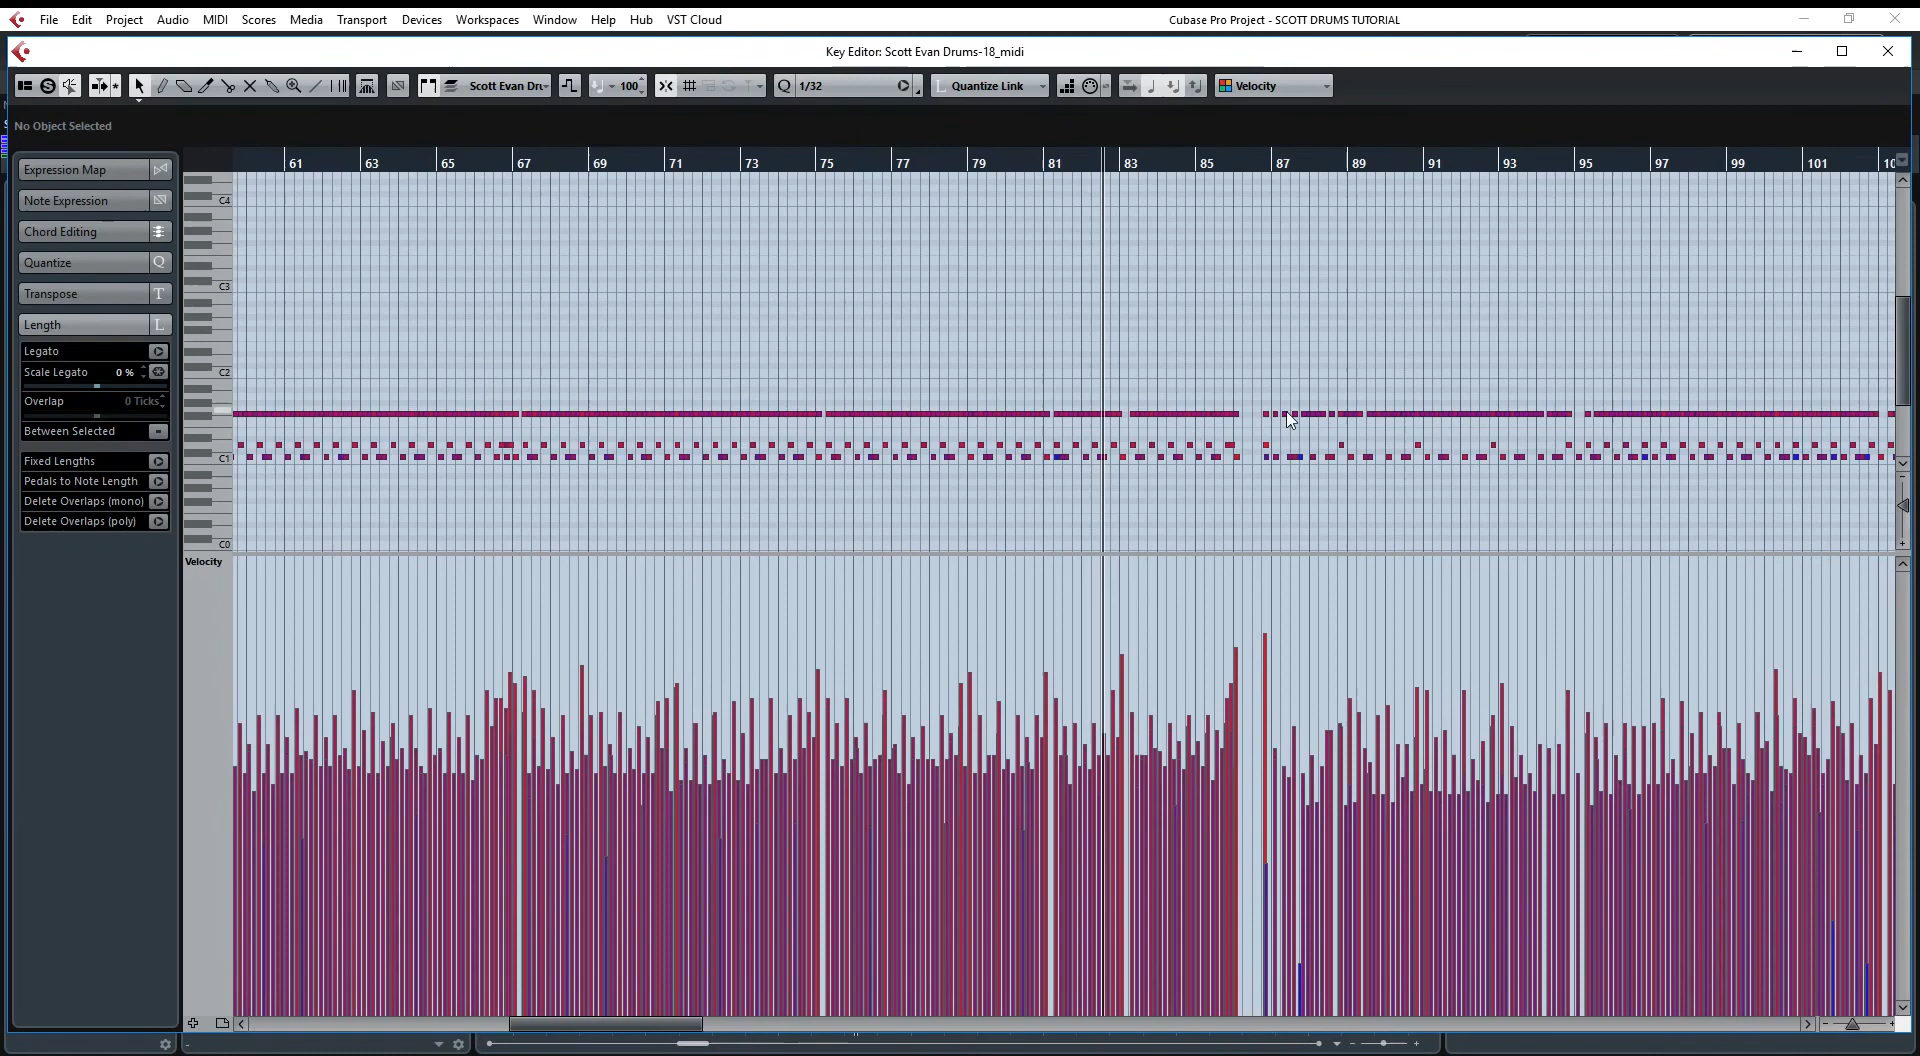 File Edit Project Audio MIDI Scores Media Transport Devices Workspaces Window Help Hub VST Cloud
Cubase Pro Project - SCOTT DRUMS TUTORIAL
Key Editor: Scott Evan Drums-18_midi
Scott Evan Dru 100 Q 1/32 L Quantize Link Velocity
No Object Selected
61 63 65 67 69 71 73 75 77 79 81 83 85 87 89 91 93 95 97 99 101 10
Expression Map
Note Expression
Chord Editing
Quantize Q
Transpose T
Length L
Legato
Scale Legato 0 %
Overlap 0 Ticks
Between Selected
Fixed Lengths
Pedals to Note Length
Delete Overlaps (mono)
Delete Overlaps (poly)
C4
C3
C2
C1
C0
Velocity